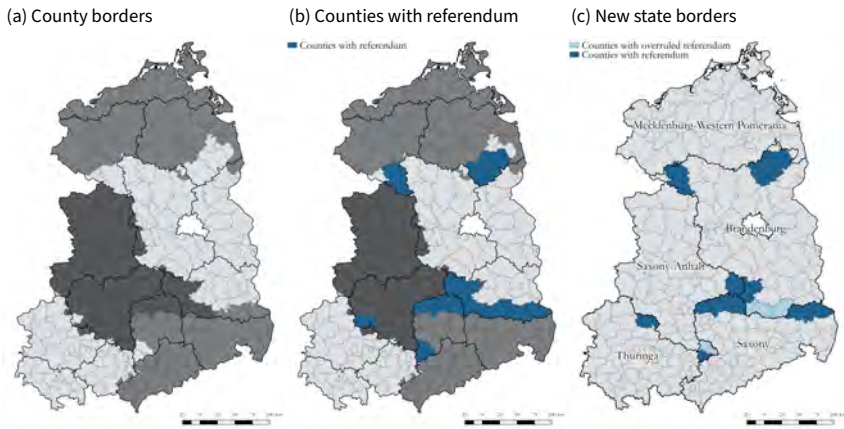 (a) County borders
(b) Counties with referendum
(c) New state borders
Counties with referendum
Counties with overruled referendum
Counties with referendum
Mecklenburg-Western Pomerania
Brandenburg
Saxony-Anhalt
Saxony
Thuringa